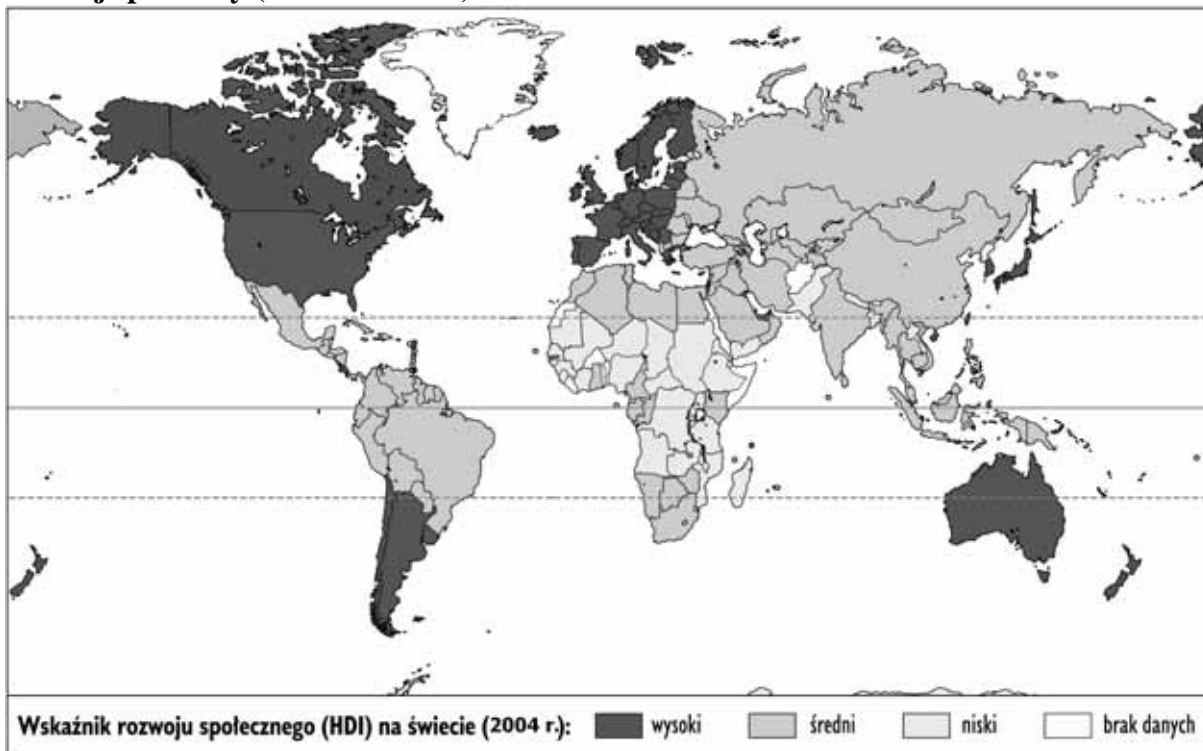 Wskaźnik rozwoju społecznego (HDI) na świecie (2004 r.): wysoki średni niski brak danych